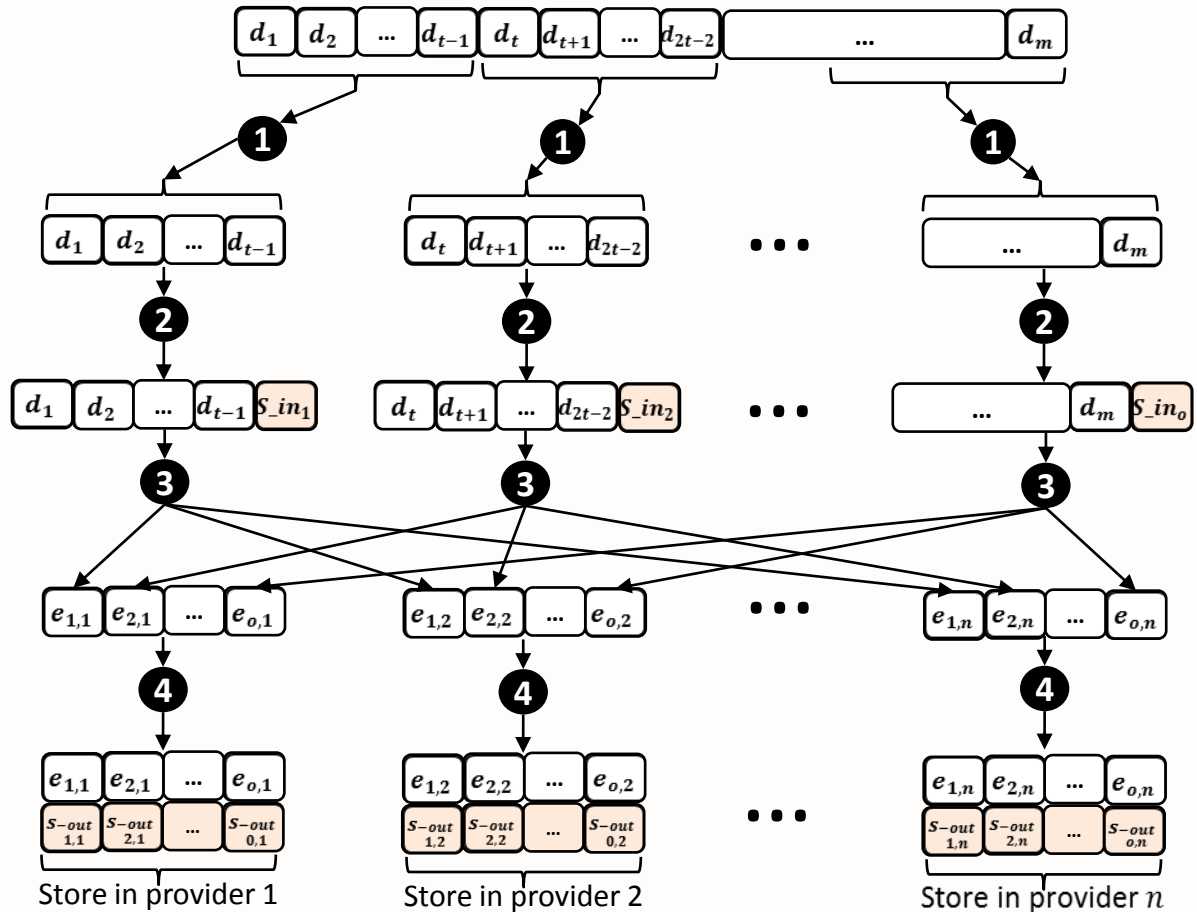 d₁ d₂ ... dₜ₋₁ dₜ dₜ₊₁ ... d₂ₜ₋₂ ... dₘ
1 1 1
d₁ d₂ ... dₜ₋₁ dₜ dₜ₊₁ ... d₂ₜ₋₂ ... ... dₘ
2 2 2
d₁ d₂ ... dₜ₋₁ S_in₁ dₜ dₜ₊₁ ... d₂ₜ₋₂ S_in₂ ... ... dₘ S_inₒ
3 3 3
e₁,₁ e₂,₁ ... eₒ,₁ e₁,₂ e₂,₂ ... eₒ,₂ ... e₁,ₙ e₂,ₙ ... eₒ,ₙ
4 4 4
e₁,₁ e₂,₁ ... eₒ,₁ e₁,₂ e₂,₂ ... eₒ,₂ e₁,ₙ e₂,ₙ ... eₒ,ₙ
S-out S-out ... S-out S-out S-out ... S-out ... S-out S-out ... S-out
1,1 2,1 0,1 1,2 2,2 0,2 1,n 2,n o,n
Store in provider 1 Store in provider 2 Store in provider n